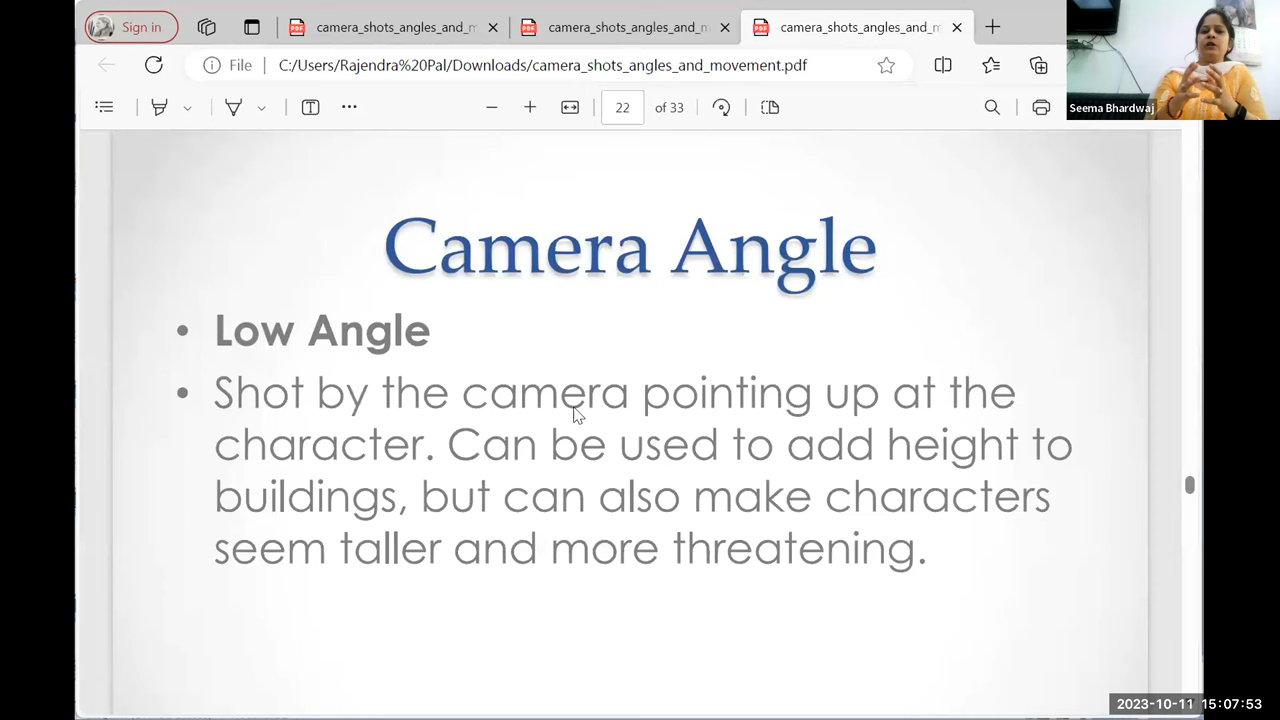 Sign in
camera_shots_angles_and_m
camera_shots_angles_and_m
camera_shots_angles_and_m
File
C:/Users/Rajendra%20Pal/Downloads/camera_shots_angles_and_movement.pdf
22 of 33
Seema Bhardwaj
Camera Angle
• Low Angle
• Shot by the camera pointing up at the
character. Can be used to add height to
buildings, but can also make characters
seem taller and more threatening.
2023-10-11 15:07:53